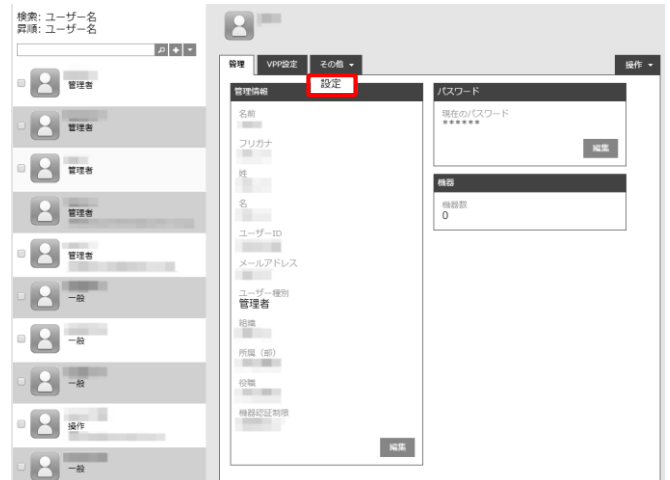 検索: ユーザー名
昇順: ユーザー名
管理者
管理者
管理者
管理者
管理者
一般
一般
一般
操作
一般
管理
VPP設定
その他
操作
設定
管理情報
名前
フリガナ
姓
名
ユーザーID
メールアドレス
ユーザー種別
管理者
組織
所属（部）
役職
機器認証制限
編集
パスワード
現在のパスワード
******
編集
機器
機器数
0